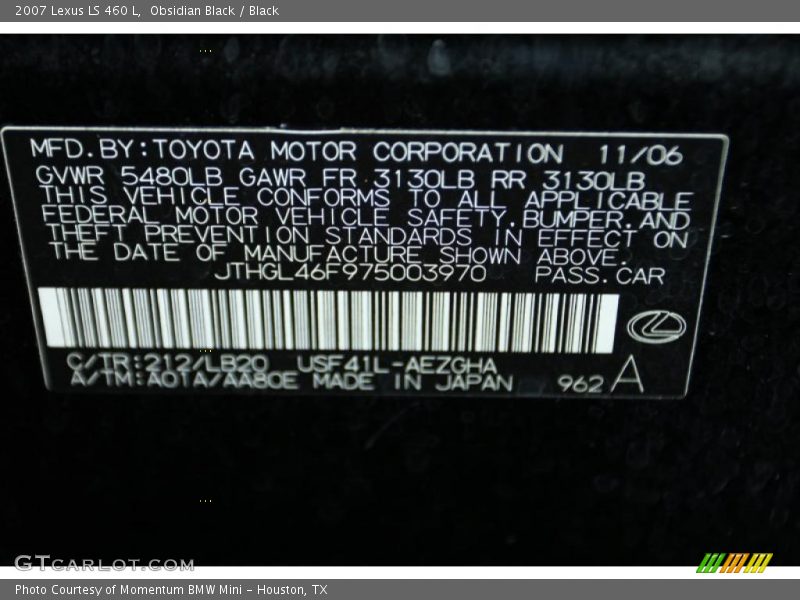 2007 Lexus LS 460 L,  Obsidian Black / Black
MFD.BY:TOYOTA MOTOR CORPORATION 11/06
GVWR 5480LB GAWR FR 3130LB RR 3130LB
THIS VEHICLE CONFORMS TO ALL APPLICABLE
FEDERAL MOTOR VEHICLE SAFETY,BUMPER,AND
THEFT PREVENTION STANDARDS IN EFFECT ON
THE DATE OF MANUFACTURE SHOWN ABOVE.
JTHGL46F975003970 PASS.CAR
C/TR:212/LB20 USF41L-AEZGHA
A/TM:A01A/AA80E MADE IN JAPAN 962 A
GTCARLOT.COM
Photo Courtesy of Momentum BMW Mini - Houston, TX